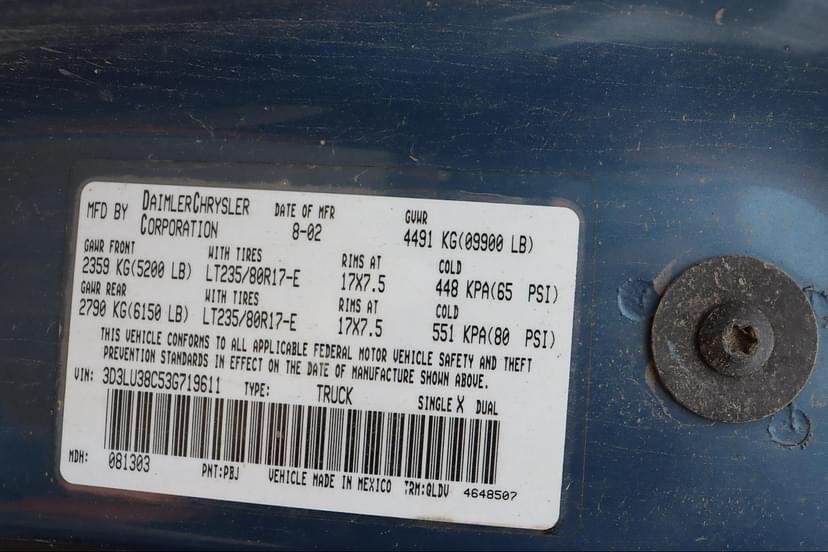 MFD BY DAIMLERCHRYSLER CORPORATION
DATE OF MFR 8-02
GVWR 4491 KG(09900 LB)
GAWR FRONT WITH TIRES RIMS AT COLD
2359 KG(5200 LB) LT235/80R17-E 17X7.5 448 KPA(65 PSI)
GAWR REAR WITH TIRES RIMS AT COLD
2790 KG(6150 LB) LT235/80R17-E 17X7.5 551 KPA(80 PSI)
THIS VEHICLE CONFORMS TO ALL APPLICABLE FEDERAL MOTOR VEHICLE SAFETY AND THEFT
PREVENTION STANDARDS IN EFFECT ON THE DATE OF MANUFACTURE SHOWN ABOVE.
VIN: 3D3LU38C53G719611 TYPE: TRUCK SINGLE X DUAL
MDH: 081303 PNT:PBJ VEHICLE MADE IN MEXICO TRM:QLDV 4648507